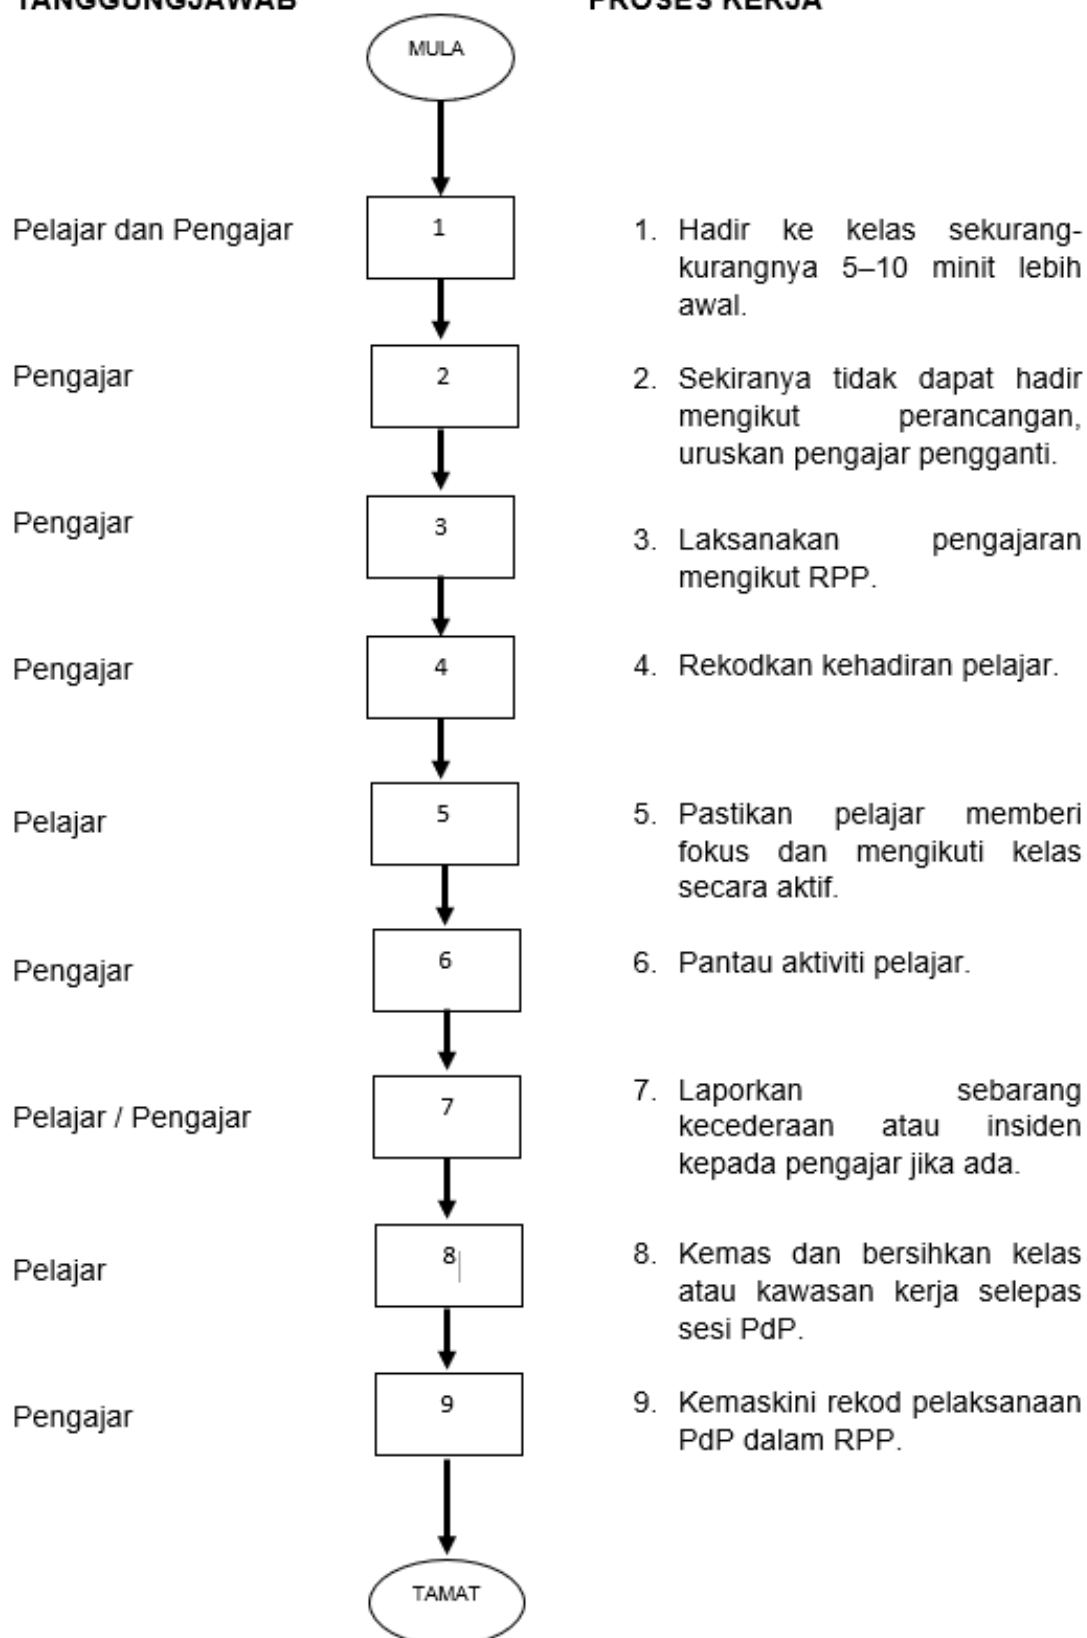 TANGGUNGJAWAB PROSES KERJA
MULA
Pelajar dan Pengajar 1 1. Hadir ke kelas sekurang-
kurangnya 5–10 minit lebih
awal.
Pengajar 2 2. Sekiranya tidak dapat hadir
mengikut perancangan,
uruskan pengajar pengganti.
Pengajar 3 3. Laksanakan pengajaran
mengikut RPP.
Pengajar 4 4. Rekodkan kehadiran pelajar.
Pelajar 5 5. Pastikan pelajar memberi
fokus dan mengikuti kelas
secara aktif.
Pengajar 6 6. Pantau aktiviti pelajar.
Pelajar / Pengajar 7 7. Laporkan sebarang
kecederaan atau insiden
kepada pengajar jika ada.
Pelajar 8 8. Kemas dan bersihkan kelas
atau kawasan kerja selepas
sesi PdP.
Pengajar 9 9. Kemaskini rekod pelaksanaan
PdP dalam RPP.
TAMAT